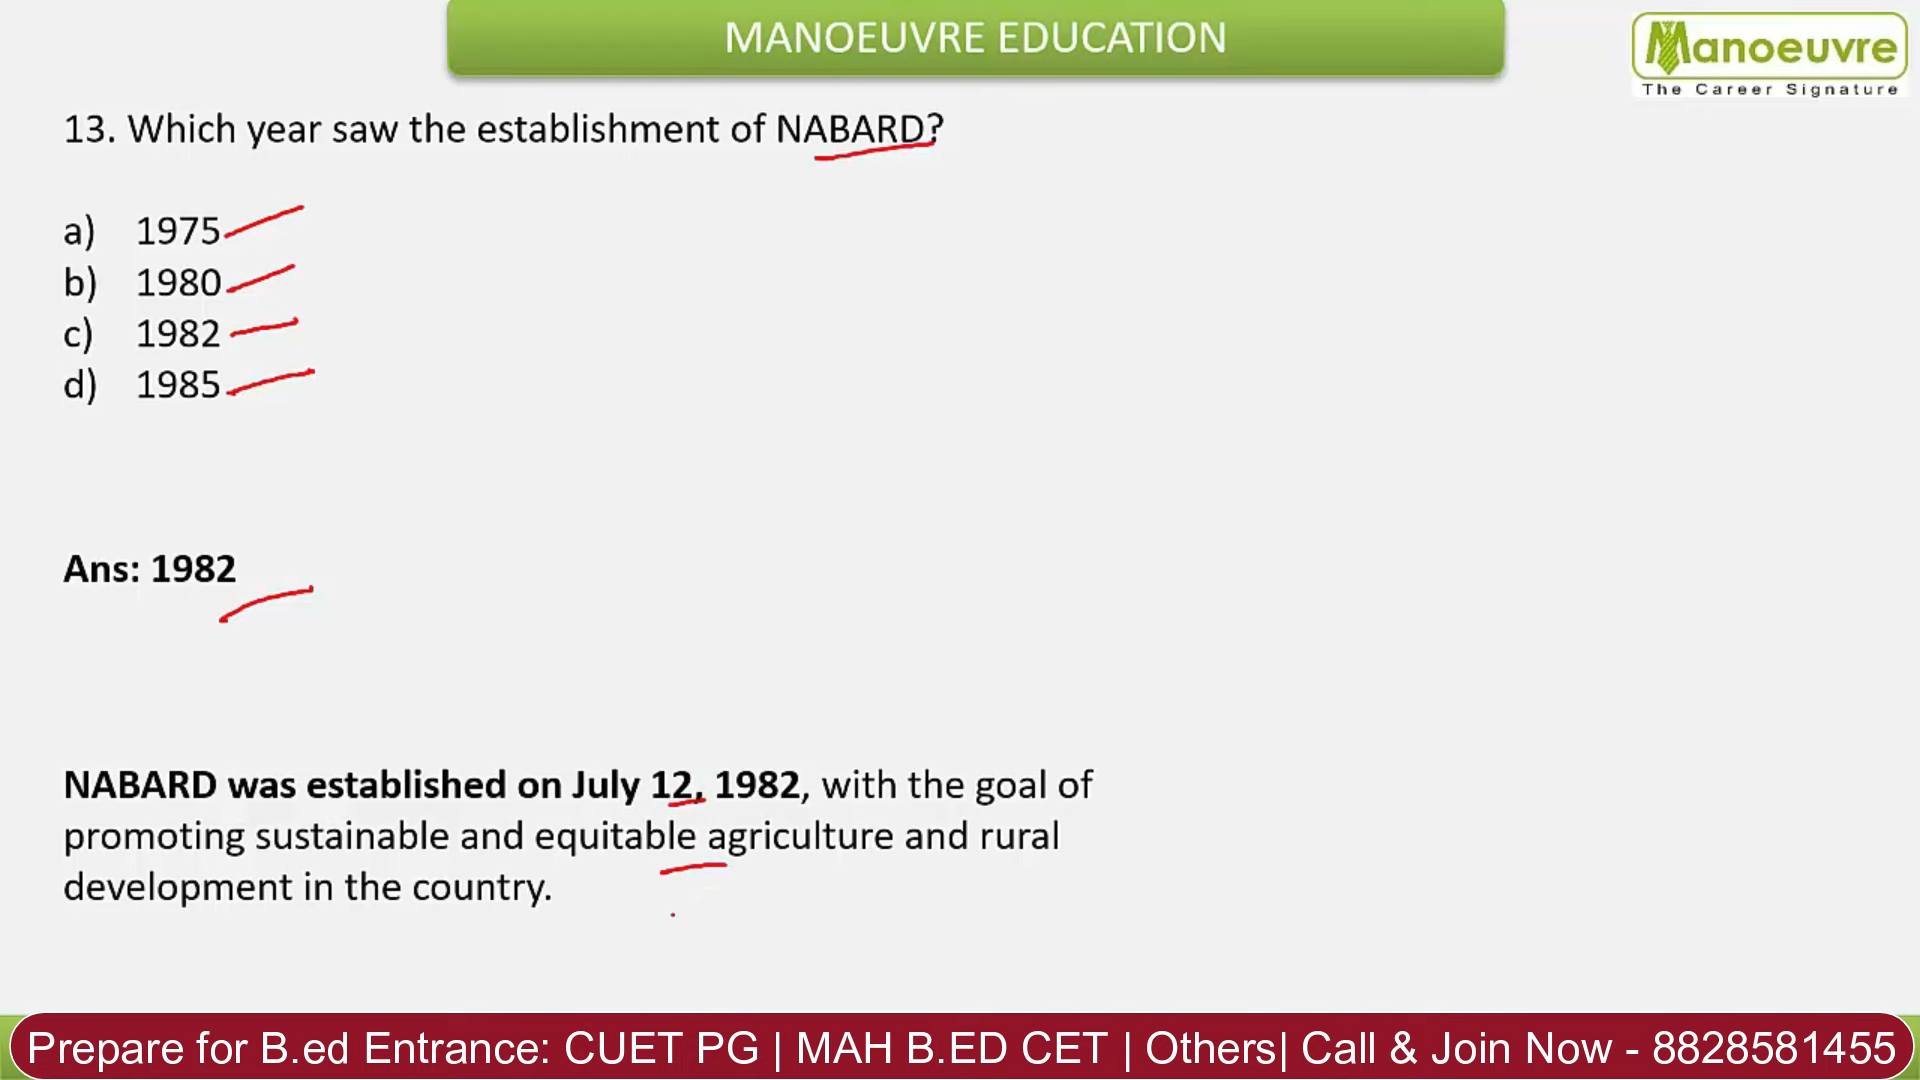 MANOEUVRE EDUCATION
Manoeuvre
The Career Signature
13. Which year saw the establishment of NABARD?
a) 1975
b) 1980
c) 1982
d) 1985
Ans: 1982
NABARD was established on July 12, 1982, with the goal of
promoting sustainable and equitable agriculture and rural
development in the country.
Prepare for B.ed Entrance: CUET PG | MAH B.ED CET | Others| Call & Join Now - 8828581455